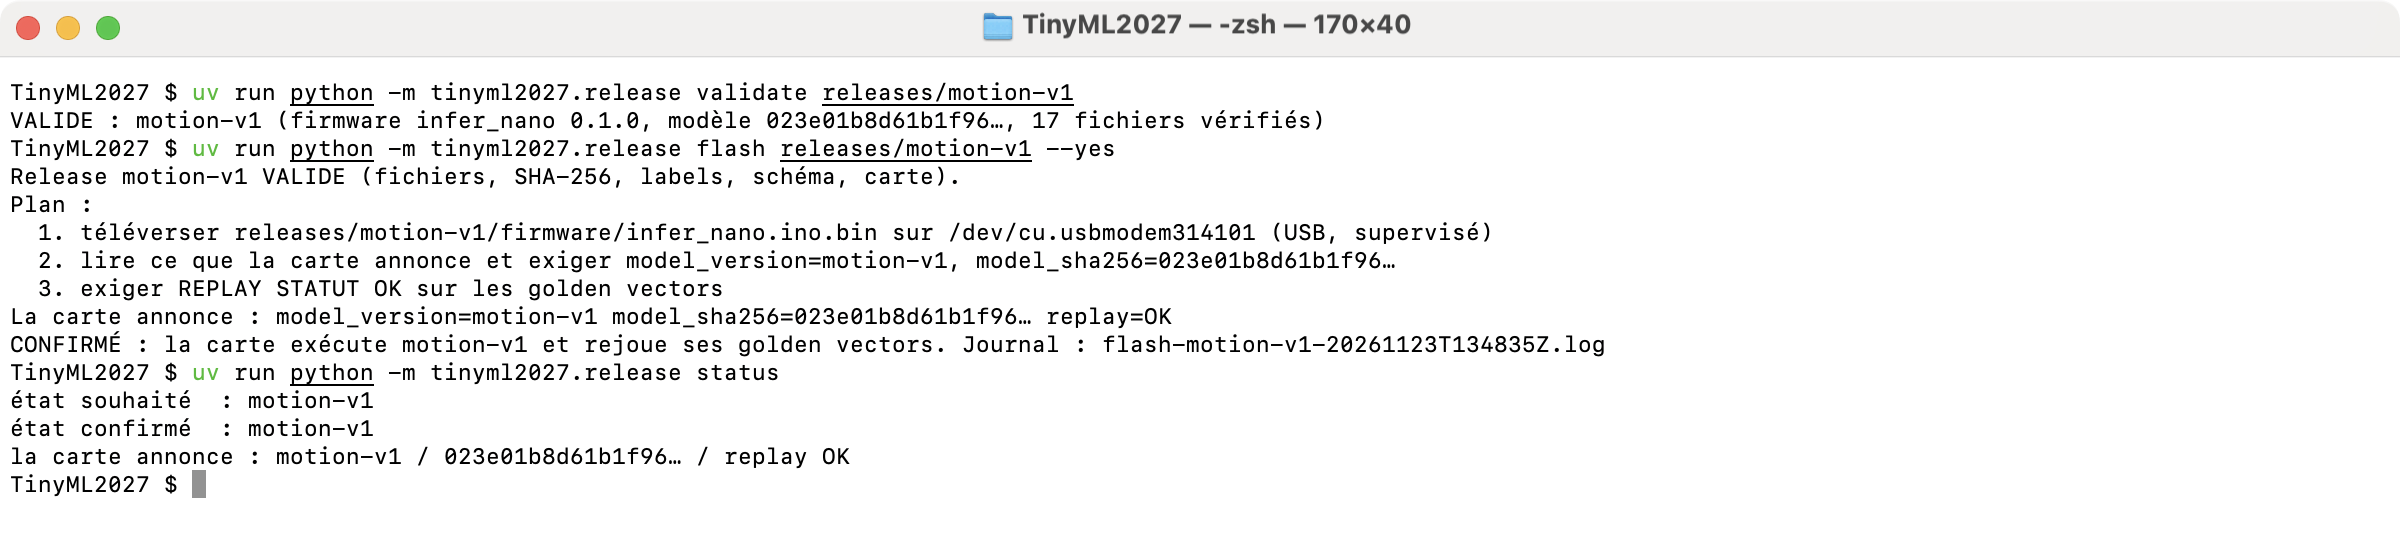 TinyML2027 — -zsh — 170×40
TinyML2027 $ uv run python -m tinyml2027.release validate releases/motion-v1
VALIDE : motion-v1 (firmware infer_nano 0.1.0, modèle 023e01b8d61b1f96…, 17 fichiers vérifiés)
TinyML2027 $ uv run python -m tinyml2027.release flash releases/motion-v1 --yes
Release motion-v1 VALIDE (fichiers, SHA-256, labels, schéma, carte).
Plan :
  1. téléverser releases/motion-v1/firmware/infer_nano.ino.bin sur /dev/cu.usbmodem314101 (USB, supervisé)
  2. lire ce que la carte annonce et exiger model_version=motion-v1, model_sha256=023e01b8d61b1f96…
  3. exiger REPLAY STATUT OK sur les golden vectors
La carte annonce : model_version=motion-v1 model_sha256=023e01b8d61b1f96… replay=OK
CONFIRMÉ : la carte exécute motion-v1 et rejoue ses golden vectors. Journal : flash-motion-v1-20261123T134835Z.log
TinyML2027 $ uv run python -m tinyml2027.release status
état souhaité  : motion-v1
état confirmé  : motion-v1
la carte annonce : motion-v1 / 023e01b8d61b1f96… / replay OK
TinyML2027 $